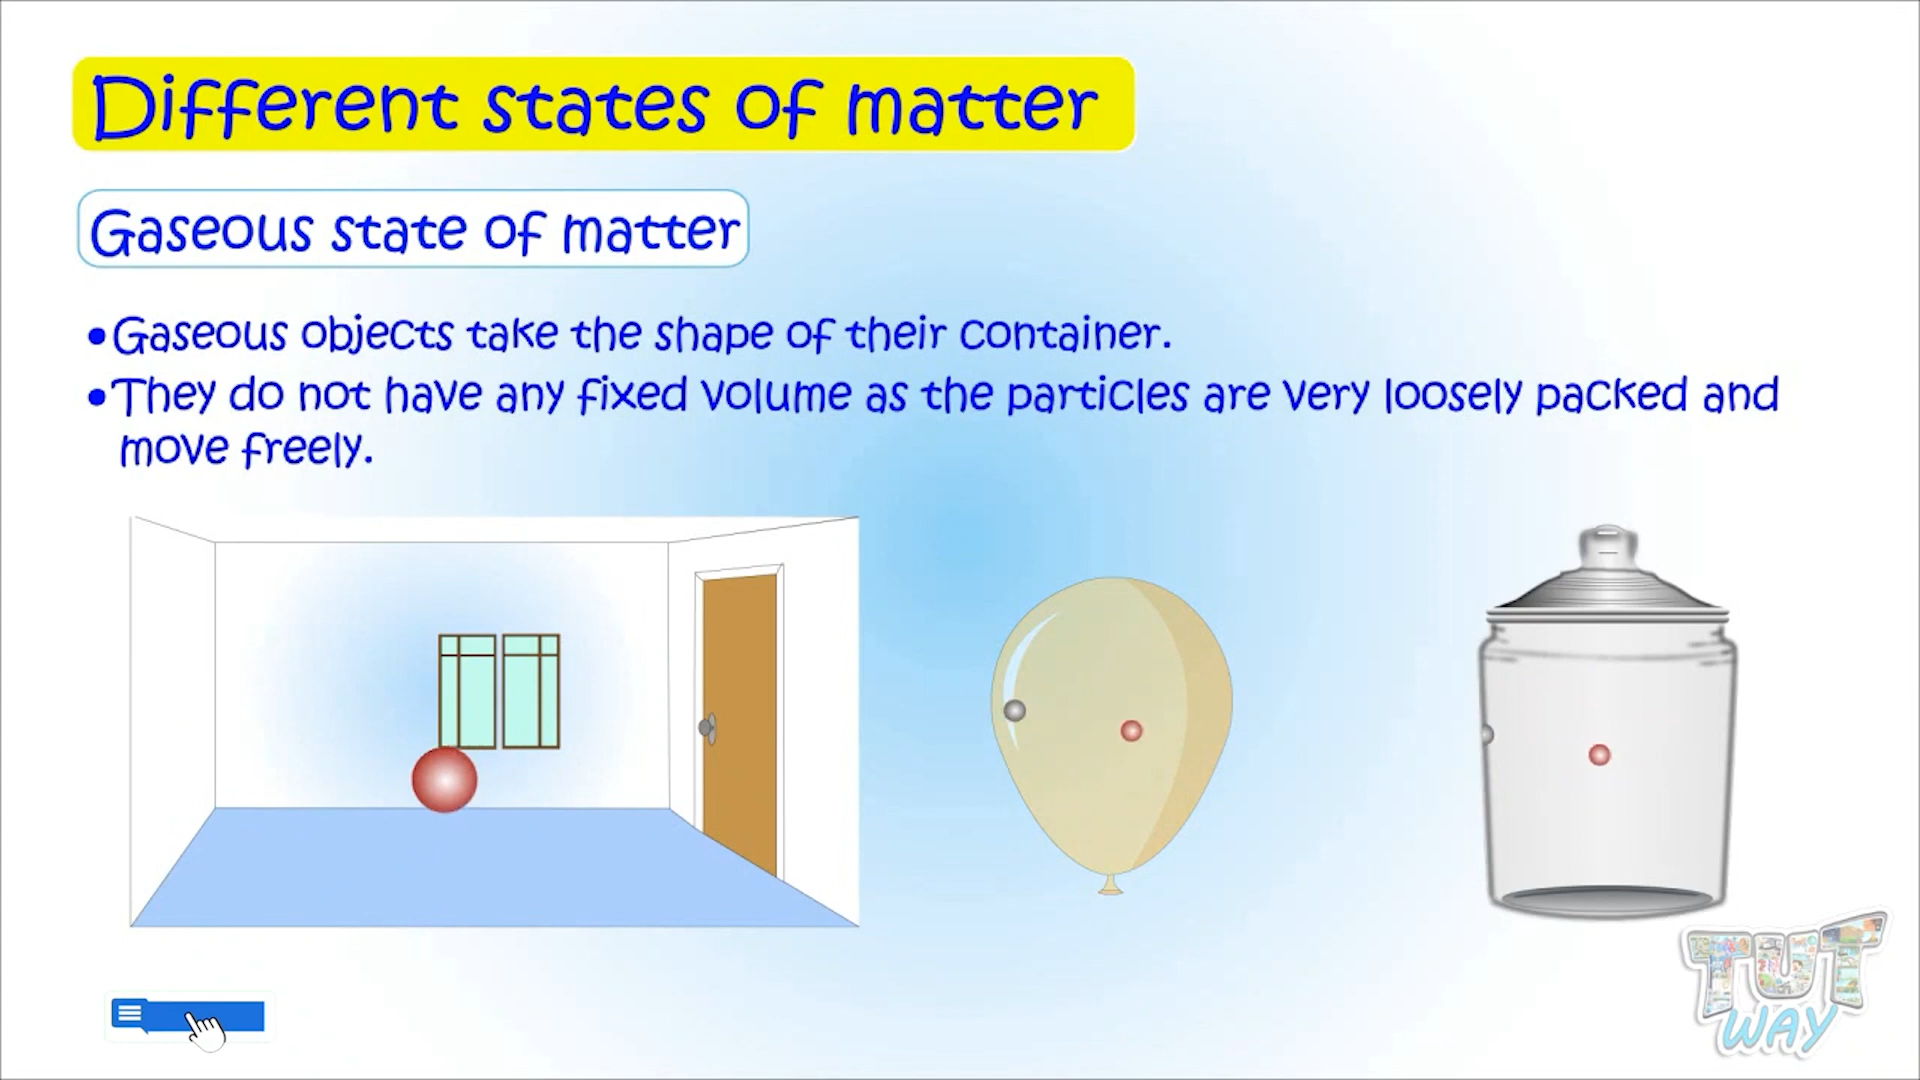 Different states of matter
Gaseous state of matter
•Gaseous objects take the shape of their container.
•They do not have any fixed volume as the particles are very loosely packed and
move freely.
TUT
WAY